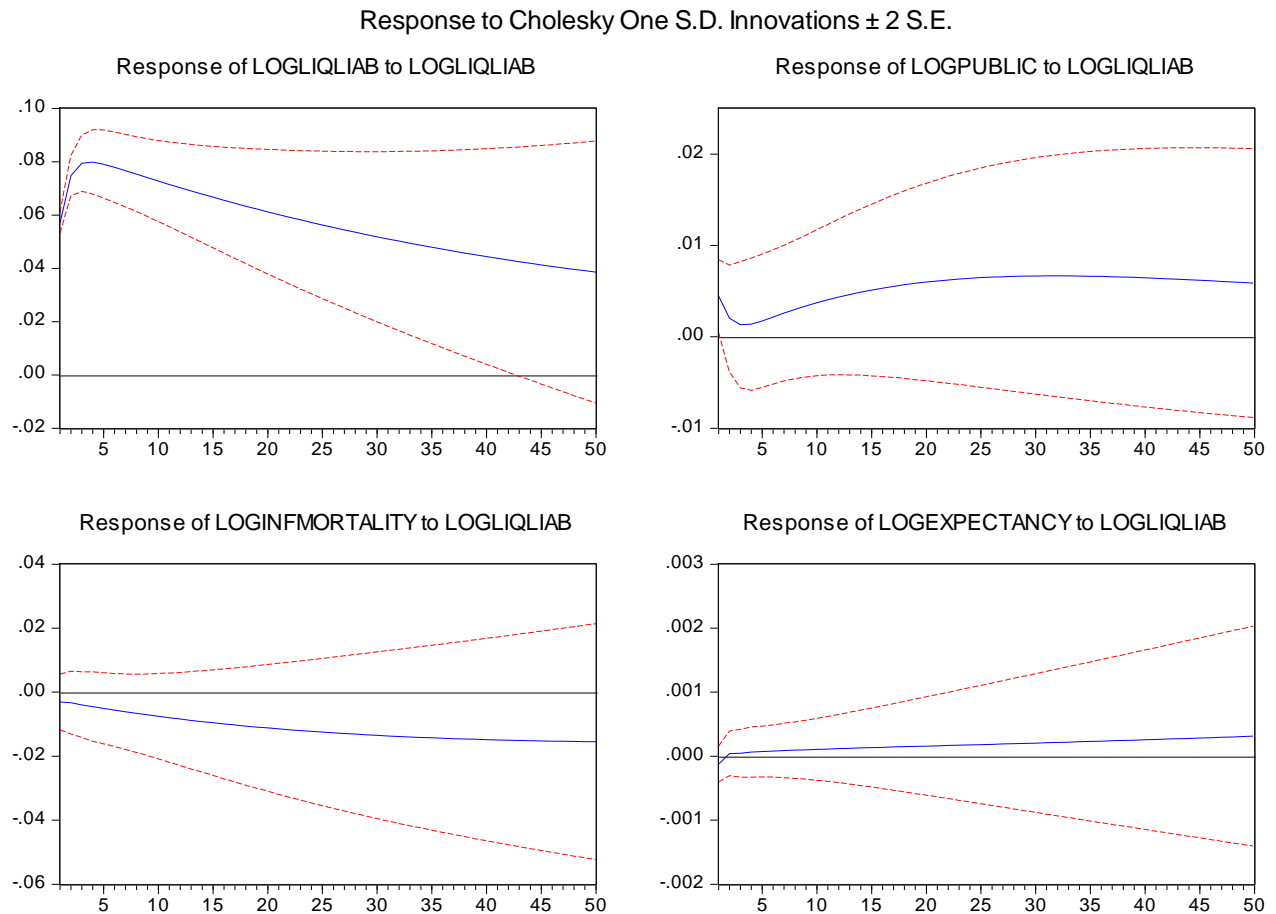 Response to Cholesky One S.D. Innovations ± 2 S.E.
Response of LOGLIQLIAB to LOGLIQLIAB
.10
.08
.06
.04
.02
.00
-.02
5 10 15 20 25 30 35 40 45 50
Response of LOGPUBLIC to LOGLIQLIAB
.02
.01
.00
-.01
5 10 15 20 25 30 35 40 45 50
Response of LOGINFMORTALITY to LOGLIQLIAB
.04
.02
.00
-.02
-.04
-.06
5 10 15 20 25 30 35 40 45 50
Response of LOGEXPECTANCY to LOGLIQLIAB
.003
.002
.001
.000
-.001
-.002
5 10 15 20 25 30 35 40 45 50